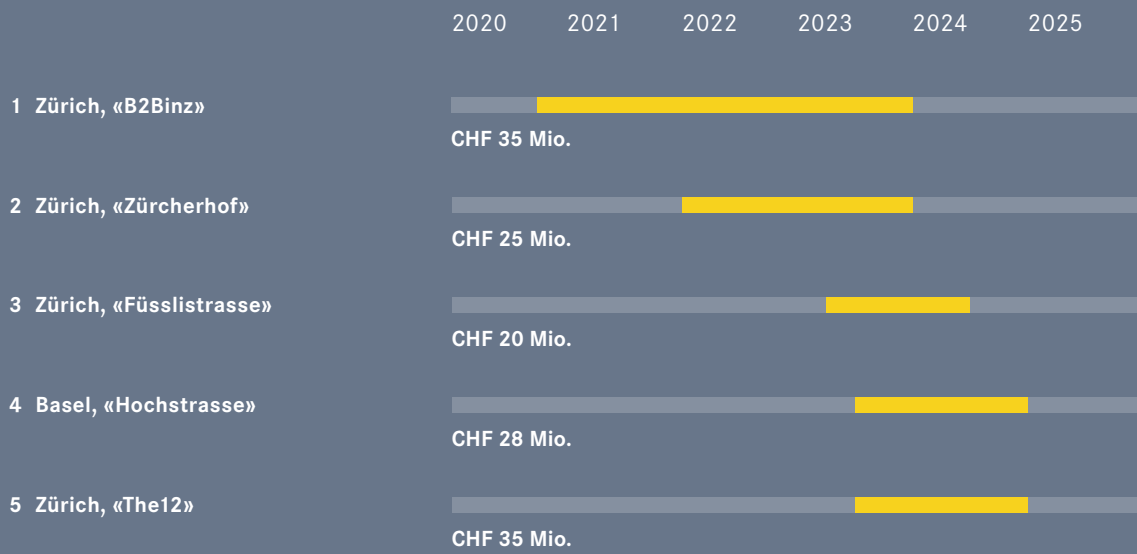 2020 2021 2022 2023 2024 2025
1 Zürich, «B2Binz»
CHF 35 Mio.
2 Zürich, «Zürcherhof»
CHF 25 Mio.
3 Zürich, «Füsslistrasse»
CHF 20 Mio.
4 Basel, «Hochstrasse»
CHF 28 Mio.
5 Zürich, «The12»
CHF 35 Mio.